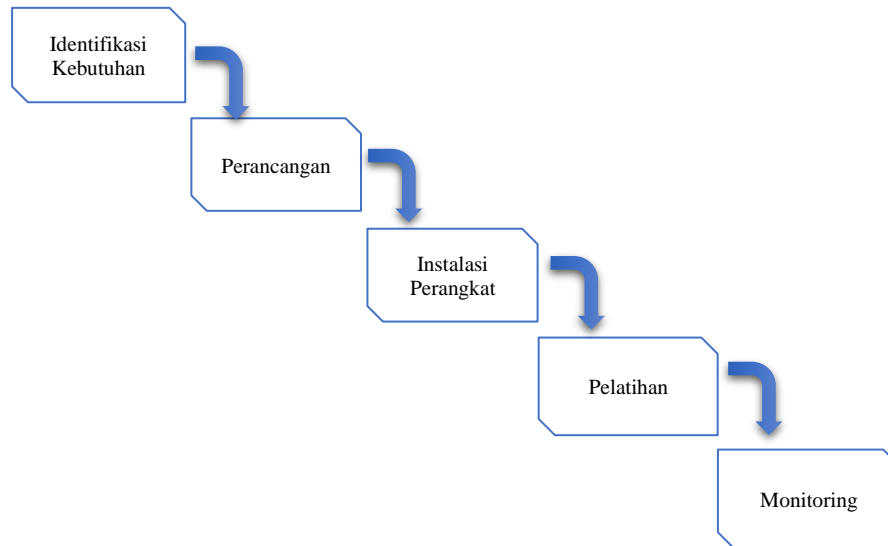 Identifikasi
Kebutuhan
Perancangan
Instalasi
Perangkat
Pelatihan
Monitoring